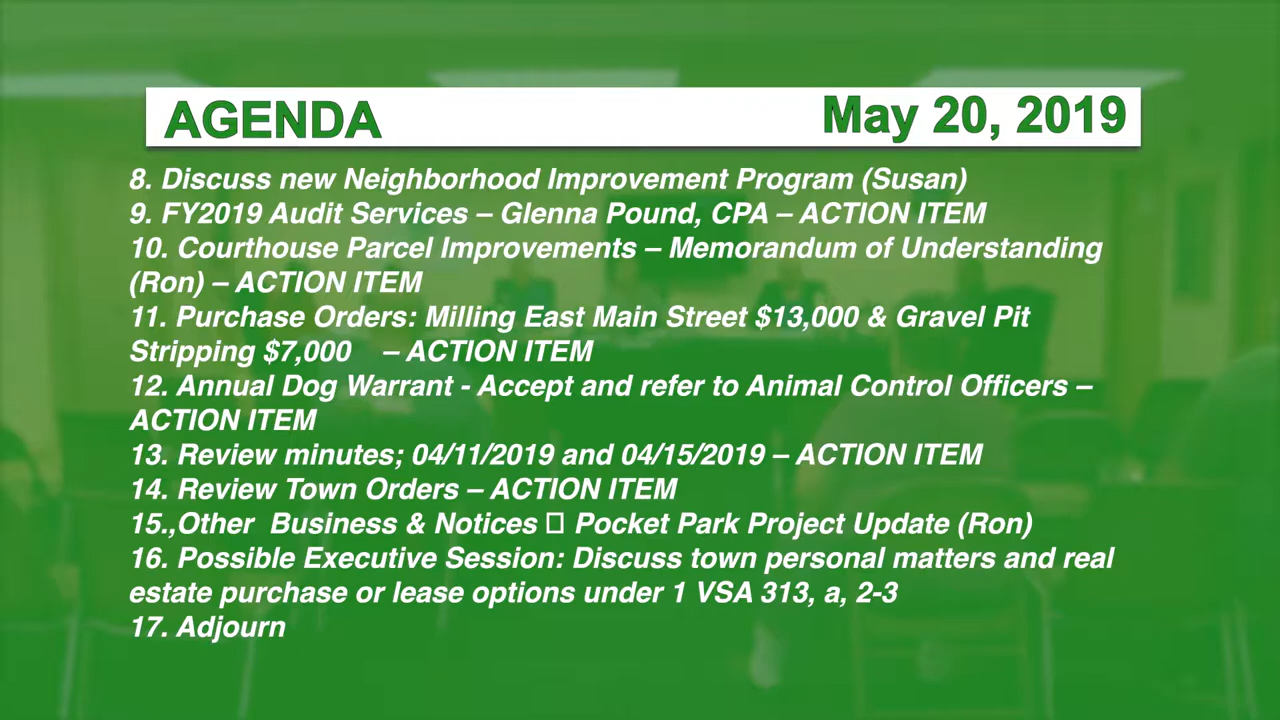 AGENDA
May 20, 2019
8. Discuss new Neighborhood Improvement Program (Susan)
9. FY2019 Audit Services – Glenna Pound, CPA – ACTION ITEM
10. Courthouse Parcel Improvements – Memorandum of Understanding
(Ron) – ACTION ITEM
11. Purchase Orders: Milling East Main Street $13,000 & Gravel Pit
Stripping $7,000    – ACTION ITEM
12. Annual Dog Warrant - Accept and refer to Animal Control Officers –
ACTION ITEM
13. Review minutes; 04/11/2019 and 04/15/2019 – ACTION ITEM
14. Review Town Orders – ACTION ITEM
15.,Other  Business & Notices □ Pocket Park Project Update (Ron)
16. Possible Executive Session: Discuss town personal matters and real
estate purchase or lease options under 1 VSA 313, a, 2-3
17. Adjourn